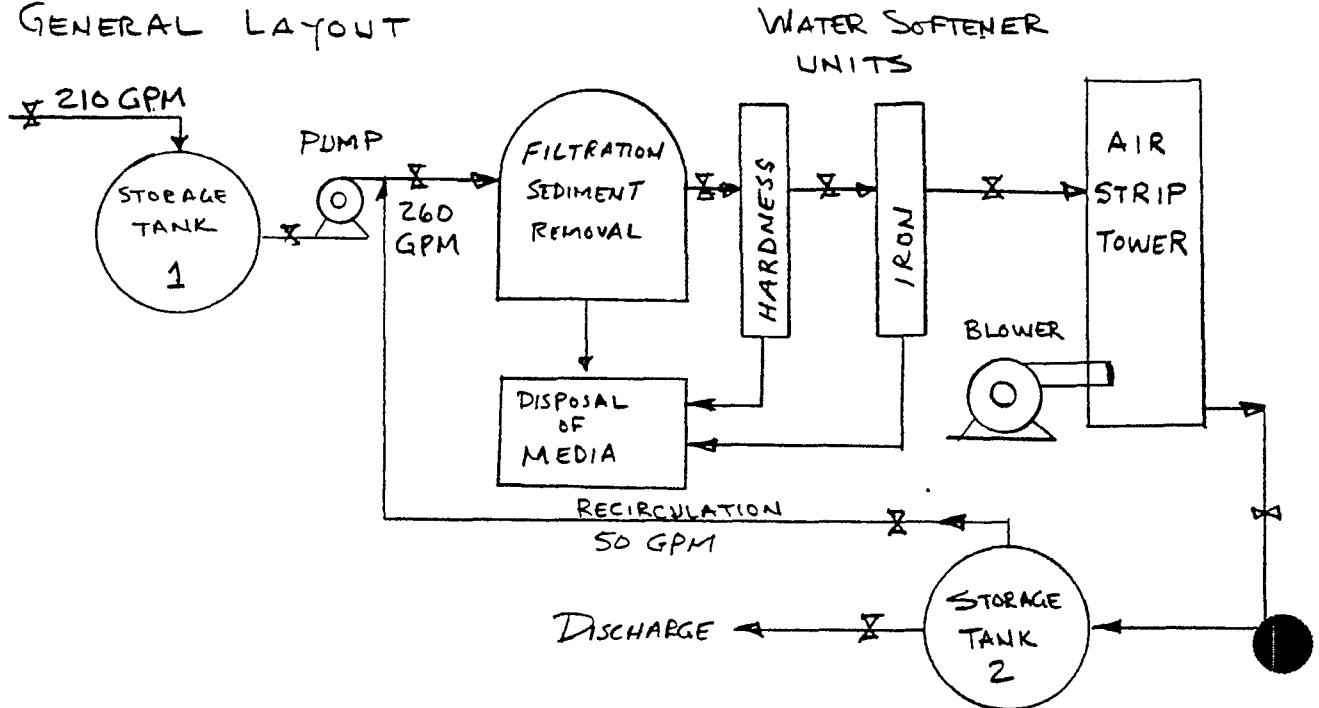 GENERAL LAYOUT
WATER SOFTENER
UNITS
210 GPM
STORAGE
TANK
1
PUMP
260
GPM
FILTRATION
SEDIMENT
REMOVAL
HARDNESS
IRON
AIR
STRIP
TOWER
BLOWER
DISPOSAL
OF
MEDIA
RECIRCULATION
50 GPM
DISCHARGE
STORAGE
TANK
2